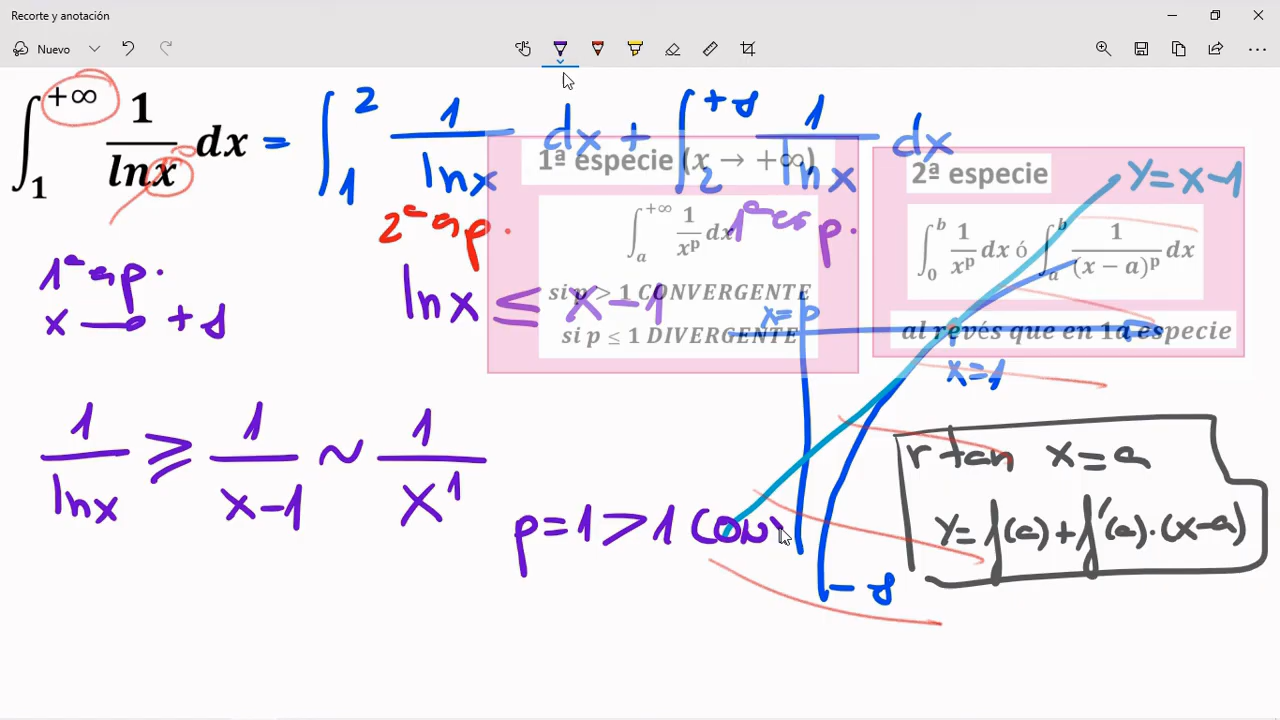 Recorte y anotación
Nuevo
∫₁^{+∞} 1/lnx dx = ∫₁² 1/lnx dx + ∫₂^{+∞} 1/lnx dx
2ª esp.
1ª esp.
1ª esp.
x → +∞
lnx ≤ x-1
1ª especie (x → +∞)
∫ₐ^{+∞} 1/xᵖ dx
si p > 1 CONVERGENTE
si p ≤ 1 DIVERGENTE
2ª especie
∫₀ᵇ 1/xᵖ dx ó ∫ₐᵇ 1/(x − a)ᵖ dx
al revés que en 1a especie
y=x-1
x=1
-∞
1/lnx ≥ 1/x-1 ~ 1/x¹
p=1 > 1 CONV
r tan x=a
y= f(a)+f'(a)·(x-a)